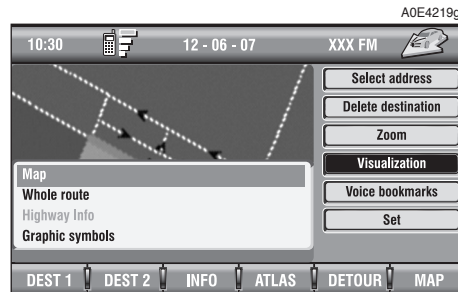 A0E4219g
10:30 12 - 06 - 07 XXX FM
Select address
Delete destination
Zoom
Visualization
Voice bookmarks
Set
Map
Whole route
Highway Info
Graphic symbols
DEST 1 DEST 2 INFO ATLAS DETOUR MAP